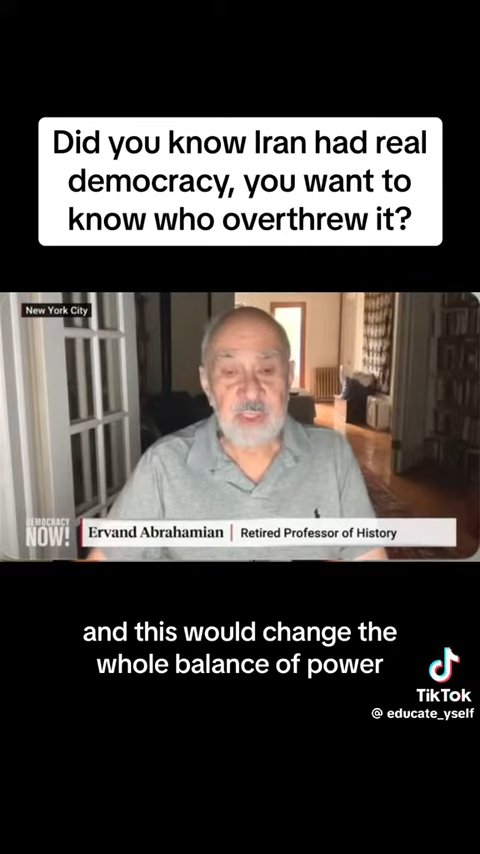 Did you know Iran had real
democracy, you want to
know who overthrew it?
New York City
DEMOCRACY
NOW!
Ervand Abrahamian | Retired Professor of History
and this would change the
whole balance of power
TikTok
@ educate_yself